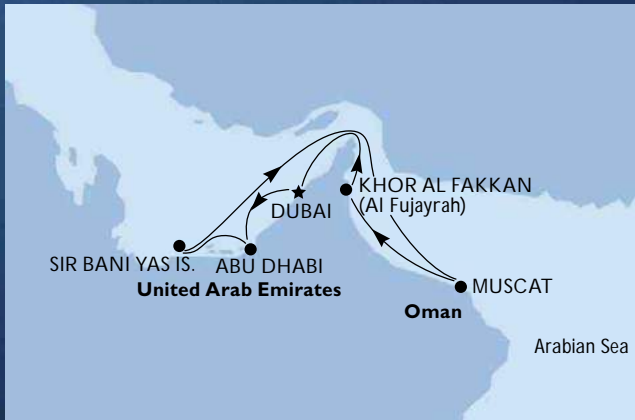 KHOR AL FAKKAN
(Al Fujayrah)
DUBAI
SIR BANI YAS IS.
ABU DHABI
United Arab Emirates
MUSCAT
Oman
Arabian Sea